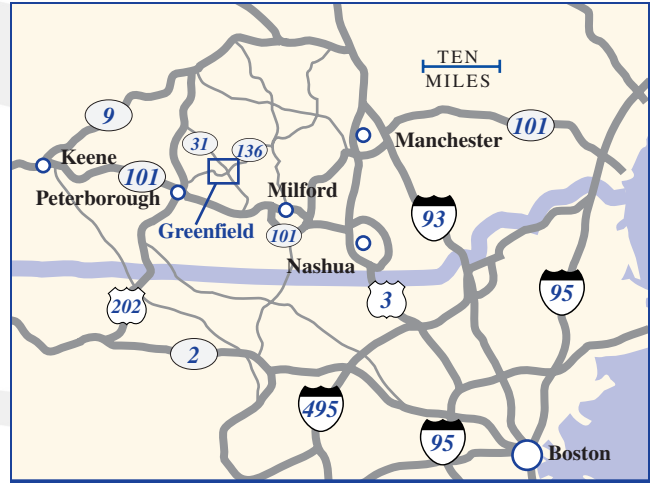 TEN
MILES
9
101
Manchester
31
136
Keene
101
Peterborough
Milford
93
Greenfield
101
Nashua
95
3
202
2
495
95
Boston